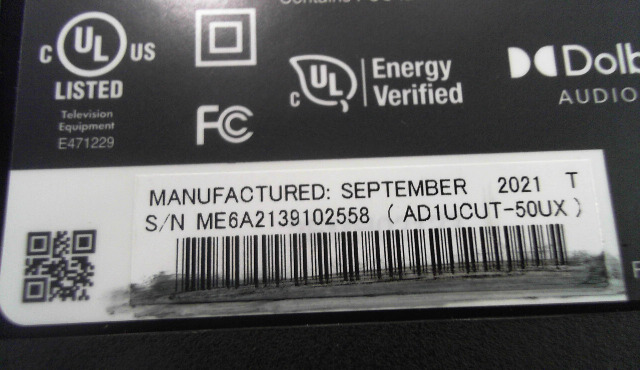 Contains
c UL US
LISTED
Television
Equipment
E471229
FC
c UL Energy
Verified
Dolb
AUDIO
MANUFACTURED: SEPTEMBER 2021 T
S/N ME6A2139102558 ( AD1UCUT-50UX )